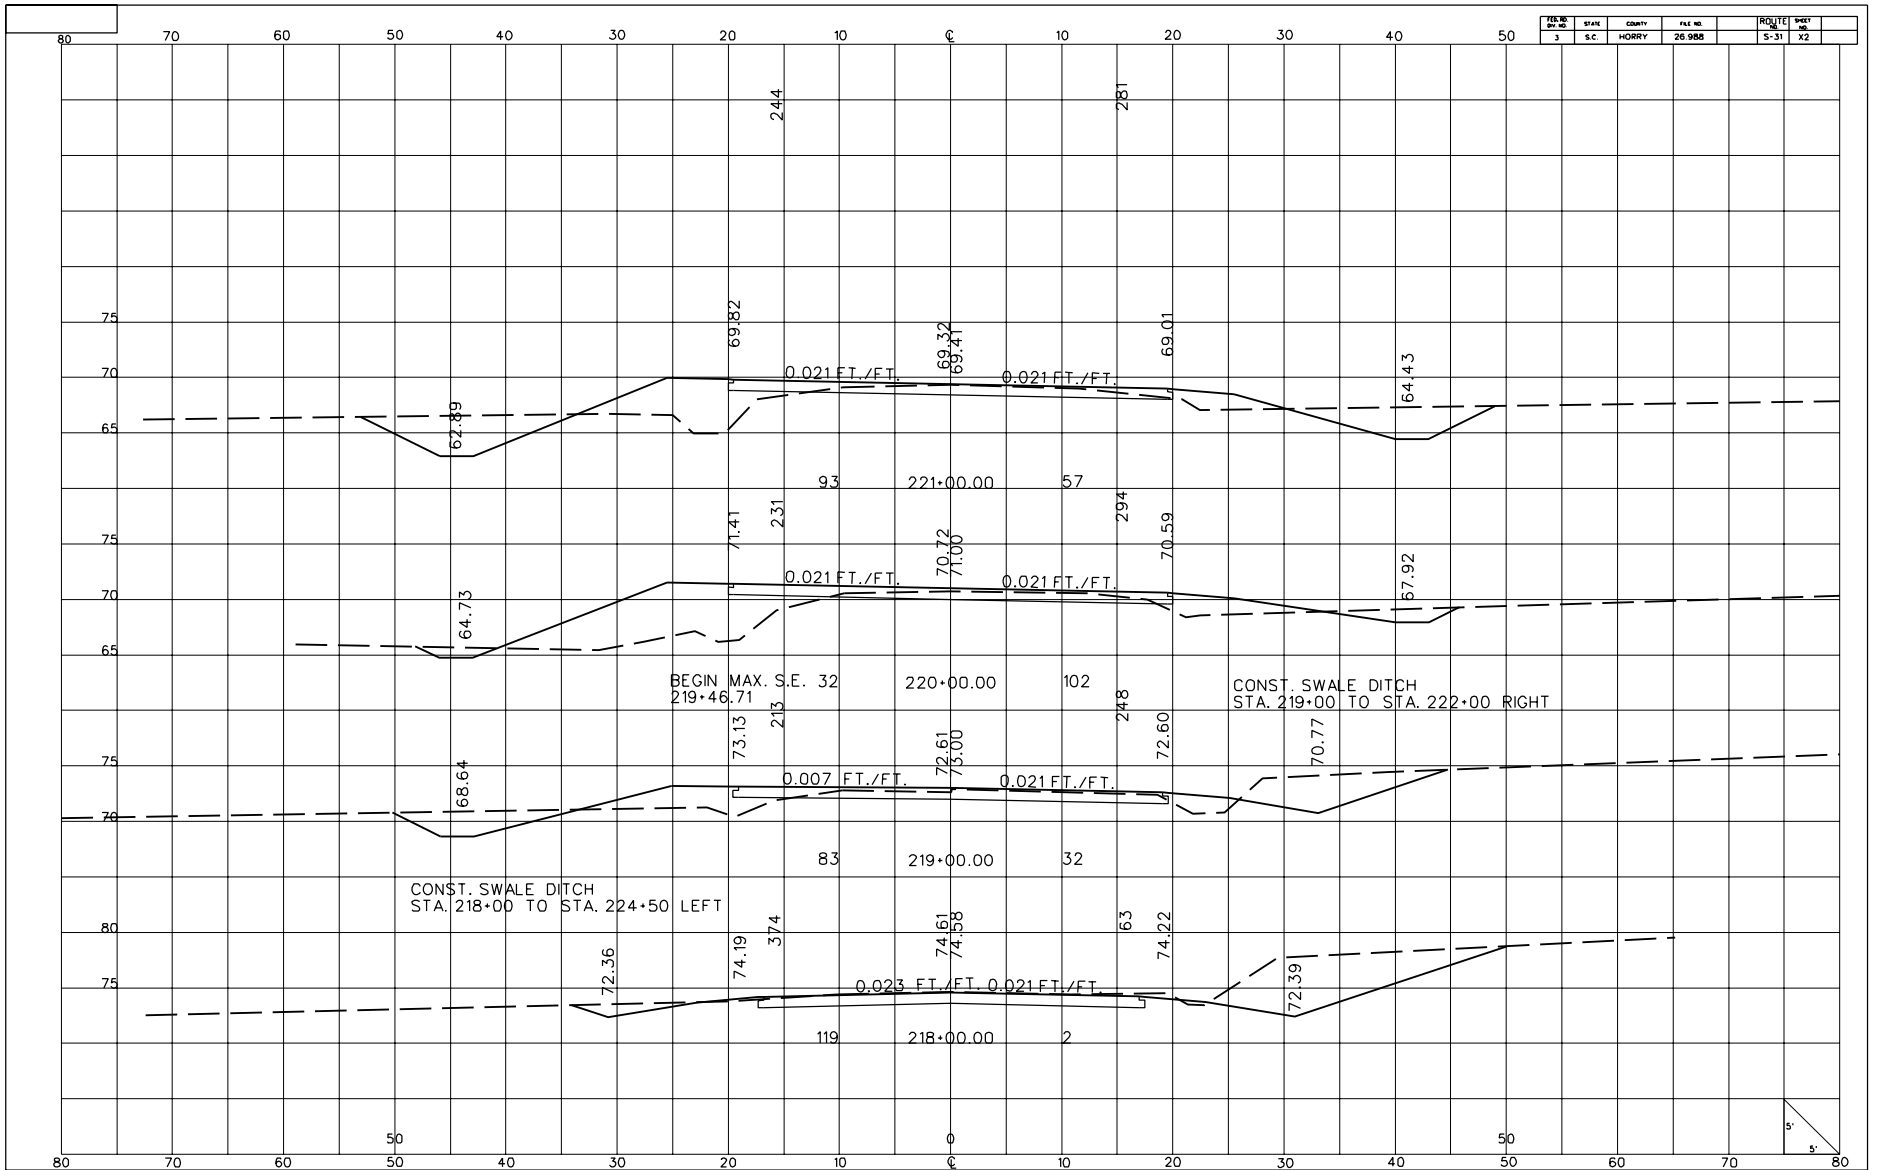 FED. RD. DIV. NO. STATE COUNTY FILE NO. ROUTE NO. SHEET NO.
3 S.C. HORRY 26.988 S-31 X2
80 70 60 50 40 30 20 10 ℄ 10 20 30 40 50
244 281
75 69.82 69.32 69.41 69.01
70 0.021 FT./FT. 0.021 FT./FT. 64.43
65 62.89
93 221+00.00 57
231 294
75 71.41 70.72 71.00 70.59
0.021 FT./FT. 0.021 FT./FT. 67.92
70 64.73
65
BEGIN MAX. S.E. 32 220+00.00 102 CONST. SWALE DITCH
219+46.71 STA. 219+00 TO STA. 222+00 RIGHT
213 248
75 73.13 72.61 73.00 72.60 70.77
68.64 0.007 FT./FT. 0.021 FT./FT.
70
83 219+00.00 32
CONST. SWALE DITCH
STA. 218+00 TO STA. 224+50 LEFT
374 63
80 74.19 74.61 74.58 74.22
75 72.36 0.023 FT./FT. 0.021 FT./FT. 72.39
119 218+00.00 2
5'
50 0 50 5'
80 70 60 50 40 30 20 10 ℄ 10 20 30 40 50 60 70 80